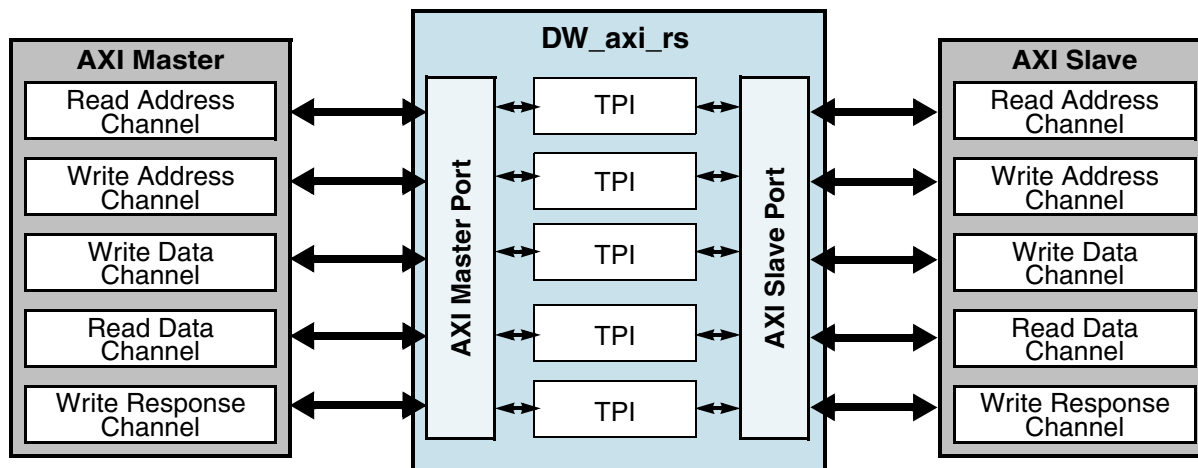 DW_axi_rs
AXI Master
Read Address
Channel
Write Address
Channel
Write Data
Channel
Read Data
Channel
Write Response
Channel
AXI Master Port
TPI
TPI
TPI
TPI
TPI
AXI Slave Port
AXI Slave
Read Address
Channel
Write Address
Channel
Write Data
Channel
Read Data
Channel
Write Response
Channel